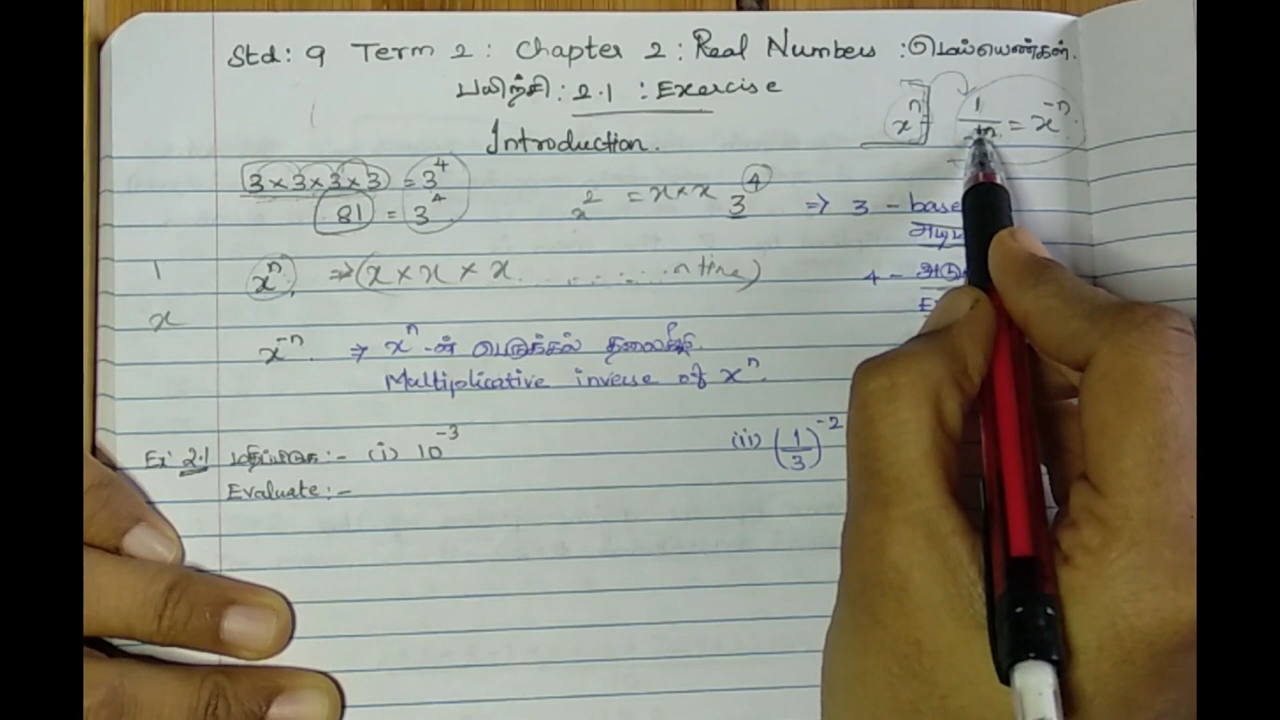 Std: 9 Term 2 : Chapter 2 : Real Numbers : மெய்யெண்கள்.
பயிற்சி : 2.1 : Exercise
xⁿ 1/xⁿ = x⁻ⁿ
Introduction.
3 × 3 × 3 × 3 = 3⁴
x² = x × x 3⁴ ⇒ 3 - base
81 = 3⁴
1 xⁿ. ⇒ (x × x × x ........ n time) 4 -
x
x⁻ⁿ. ⇒ xⁿ-ன் பெருக்கல் தலைகீழ்.
Multiplicative inverse of xⁿ.
Ex: 2.1 மதிப்பிடுக :- (i) 10⁻³ (ii) (1/3)⁻²
Evaluate :-